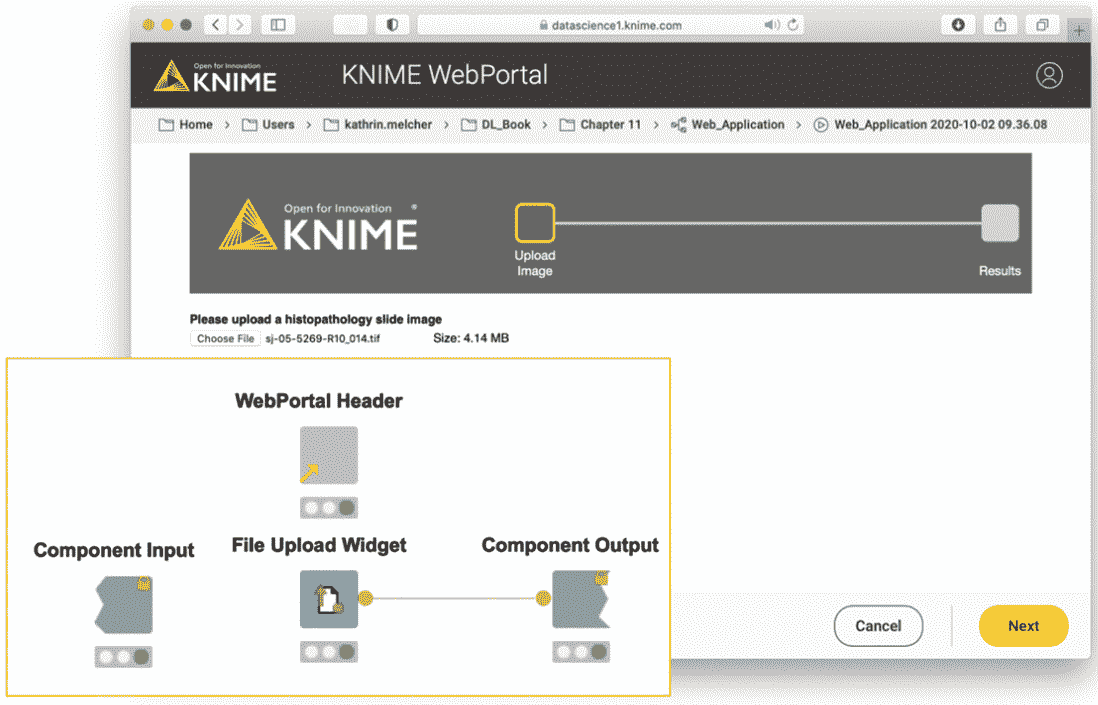 datascience1.knime.com
Open for Innovation
KNIME
KNIME WebPortal
Home > Users > kathrin.melcher > DL_Book > Chapter 11 > Web_Application > Web_Application 2020-10-02 09.36.08
Open for Innovation
KNIME
Upload
Image
Results
Please upload a histopathology slide image
Choose File sj-05-5269-R10_014.tif Size: 4.14 MB
WebPortal Header
Component Input
File Upload Widget
Component Output
Cancel
Next